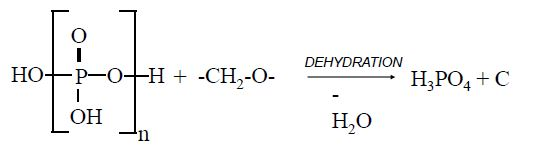 O
HO-P-O-H + -CH₂-O- DEHYDRATION H₃PO₄ + C
OH
n
-
H₂O